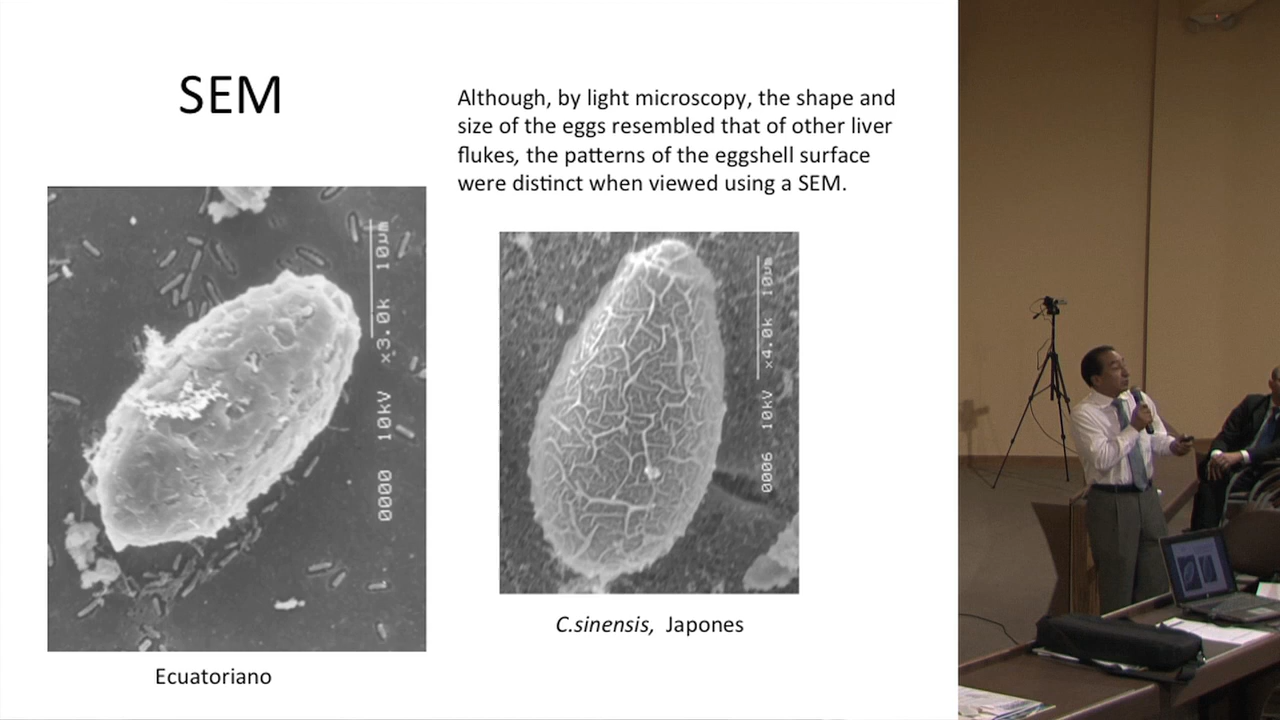 SEM
Although, by light microscopy, the shape and
size of the eggs resembled that of other liver
flukes, the patterns of the eggshell surface
were distinct when viewed using a SEM.
0000 10kV x3.0k 10µm
0006 10kV x4.0k 10µm
C.sinensis, Japones
Ecuatoriano